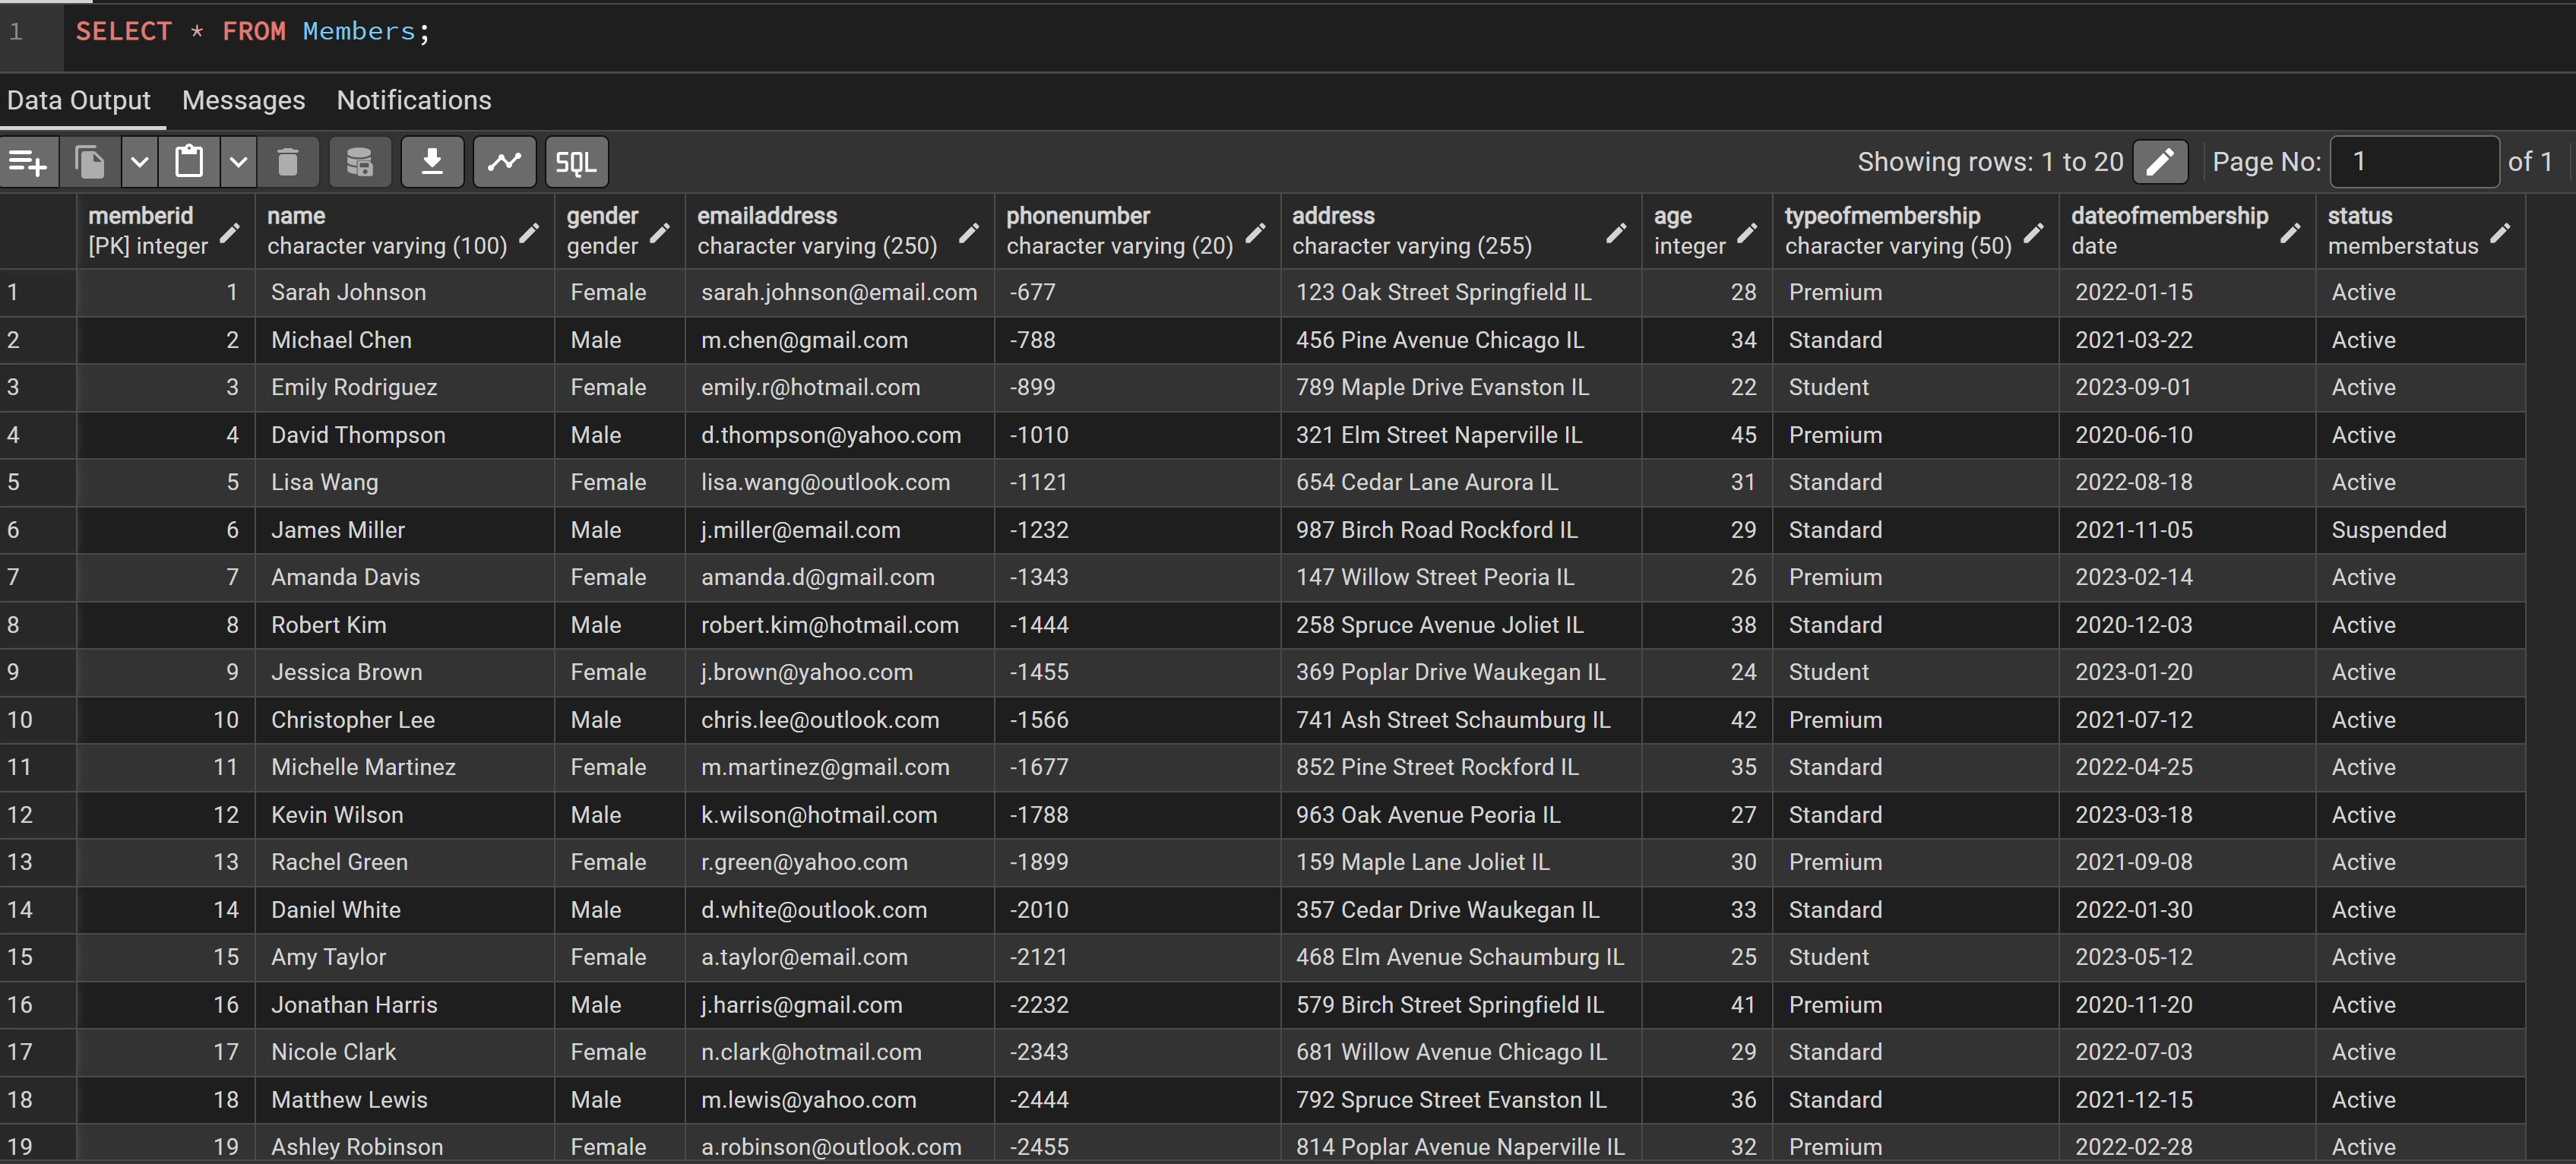 1 SELECT * FROM Members;
Data Output Messages Notifications
SQL Showing rows: 1 to 20 Page No: 1 of 1
memberid name gender emailaddress phonenumber address age typeofmembership dateofmembership status
[PK] integer character varying (100) gender character varying (250) character varying (20) character varying (255) integer character varying (50) date memberstatus
1 1 Sarah Johnson Female sarah.johnson@email.com -677 123 Oak Street Springfield IL 28 Premium 2022-01-15 Active
2 2 Michael Chen Male m.chen@gmail.com -788 456 Pine Avenue Chicago IL 34 Standard 2021-03-22 Active
3 3 Emily Rodriguez Female emily.r@hotmail.com -899 789 Maple Drive Evanston IL 22 Student 2023-09-01 Active
4 4 David Thompson Male d.thompson@yahoo.com -1010 321 Elm Street Naperville IL 45 Premium 2020-06-10 Active
5 5 Lisa Wang Female lisa.wang@outlook.com -1121 654 Cedar Lane Aurora IL 31 Standard 2022-08-18 Active
6 6 James Miller Male j.miller@email.com -1232 987 Birch Road Rockford IL 29 Standard 2021-11-05 Suspended
7 7 Amanda Davis Female amanda.d@gmail.com -1343 147 Willow Street Peoria IL 26 Premium 2023-02-14 Active
8 8 Robert Kim Male robert.kim@hotmail.com -1444 258 Spruce Avenue Joliet IL 38 Standard 2020-12-03 Active
9 9 Jessica Brown Female j.brown@yahoo.com -1455 369 Poplar Drive Waukegan IL 24 Student 2023-01-20 Active
10 10 Christopher Lee Male chris.lee@outlook.com -1566 741 Ash Street Schaumburg IL 42 Premium 2021-07-12 Active
11 11 Michelle Martinez Female m.martinez@gmail.com -1677 852 Pine Street Rockford IL 35 Standard 2022-04-25 Active
12 12 Kevin Wilson Male k.wilson@hotmail.com -1788 963 Oak Avenue Peoria IL 27 Standard 2023-03-18 Active
13 13 Rachel Green Female r.green@yahoo.com -1899 159 Maple Lane Joliet IL 30 Premium 2021-09-08 Active
14 14 Daniel White Male d.white@outlook.com -2010 357 Cedar Drive Waukegan IL 33 Standard 2022-01-30 Active
15 15 Amy Taylor Female a.taylor@email.com -2121 468 Elm Avenue Schaumburg IL 25 Student 2023-05-12 Active
16 16 Jonathan Harris Male j.harris@gmail.com -2232 579 Birch Street Springfield IL 41 Premium 2020-11-20 Active
17 17 Nicole Clark Female n.clark@hotmail.com -2343 681 Willow Avenue Chicago IL 29 Standard 2022-07-03 Active
18 18 Matthew Lewis Male m.lewis@yahoo.com -2444 792 Spruce Street Evanston IL 36 Standard 2021-12-15 Active
19 19 Ashley Robinson Female a.robinson@outlook.com -2455 814 Poplar Avenue Naperville IL 32 Premium 2022-02-28 Active